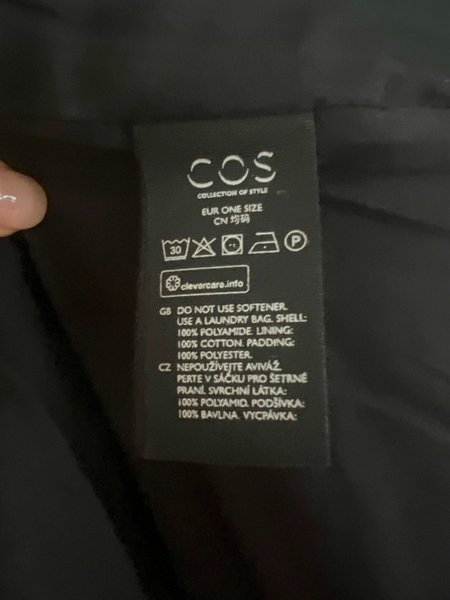 COS
COLLECTION OF STYLE
EUR ONE SIZE
CN 均码
30
P
clevercare.info
GB DO NOT USE SOFTENER.
USE A LAUNDRY BAG. SHELL:
100% POLYAMIDE. LINING:
100% COTTON. PADDING:
100% POLYESTER.
CZ NEPOUŽÍVEJTE AVIVÁŽ.
PERTE V SÁČKU PRO ŠETRNÉ
PRANÍ. SVRCHNÍ LÁTKA:
100% POLYAMID. PODŠÍVKA:
100% BAVLNA. VYCPÁVKA: